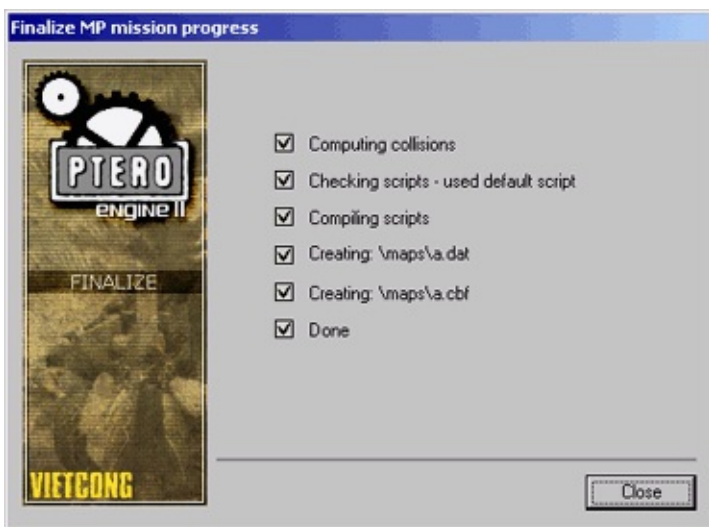 Finalize MP mission progress
PTERO
ENGINE II
FINALIZE
VIETCONG
Computing collisions
Checking scripts - used default script
Compiling scripts
Creating: \maps\a.dat
Creating: \maps\a.cbf
Done
Close